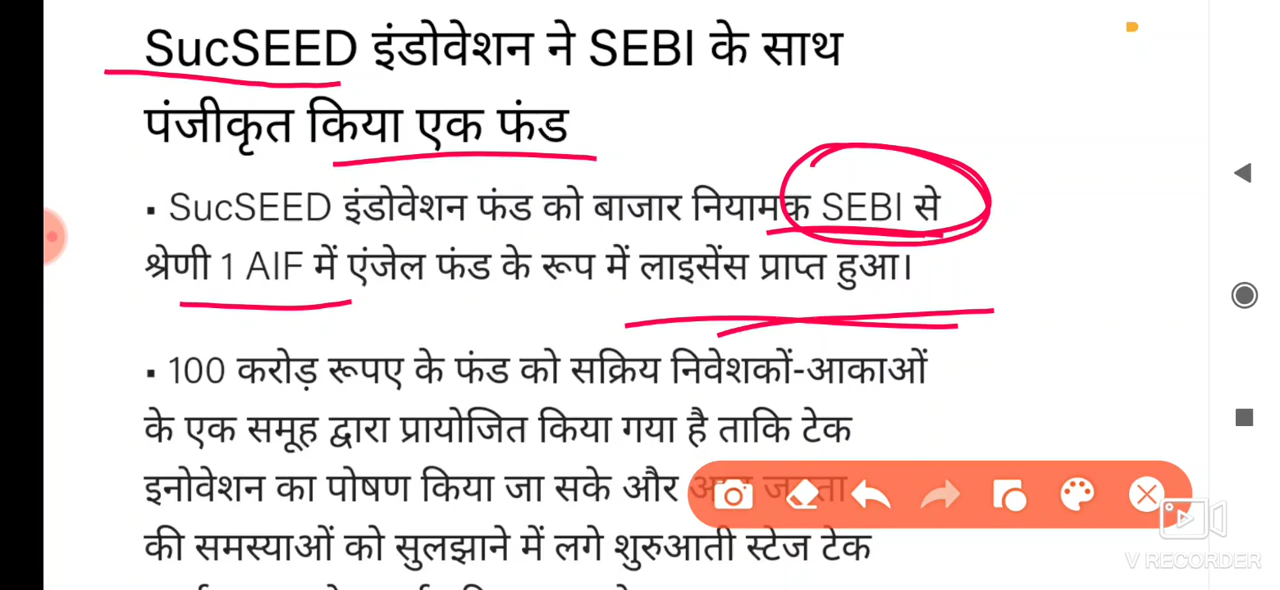 SucSEED इंडोवेशन ने SEBI के साथ
पंजीकृत किया एक फंड
▪ SucSEED इंडोवेशन फंड को बाजार नियामक SEBI से
श्रेणी 1 AIF में एंजेल फंड के रूप में लाइसेंस प्राप्त हुआ।
▪ 100 करोड़ रूपए के फंड को सक्रिय निवेशकों-आकाओं
के एक समूह द्वारा प्रायोजित किया गया है ताकि टेक
इनोवेशन का पोषण किया जा सके और
की समस्याओं को सुलझाने में लगे शुरुआती स्टेज टेक
V RECORDER